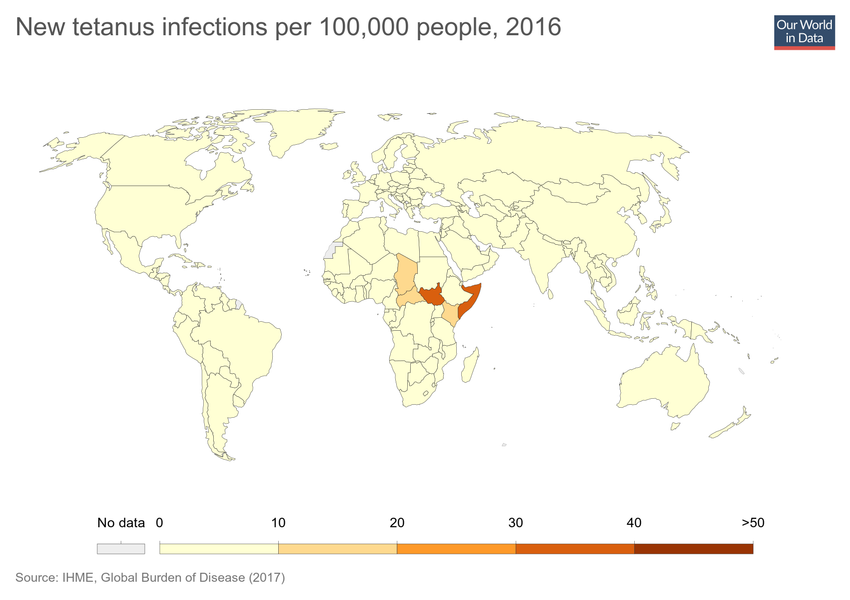 New tetanus infections per 100,000 people, 2016
Our World
in Data
No data 0 10 20 30 40 >50
Source: IHME, Global Burden of Disease (2017)